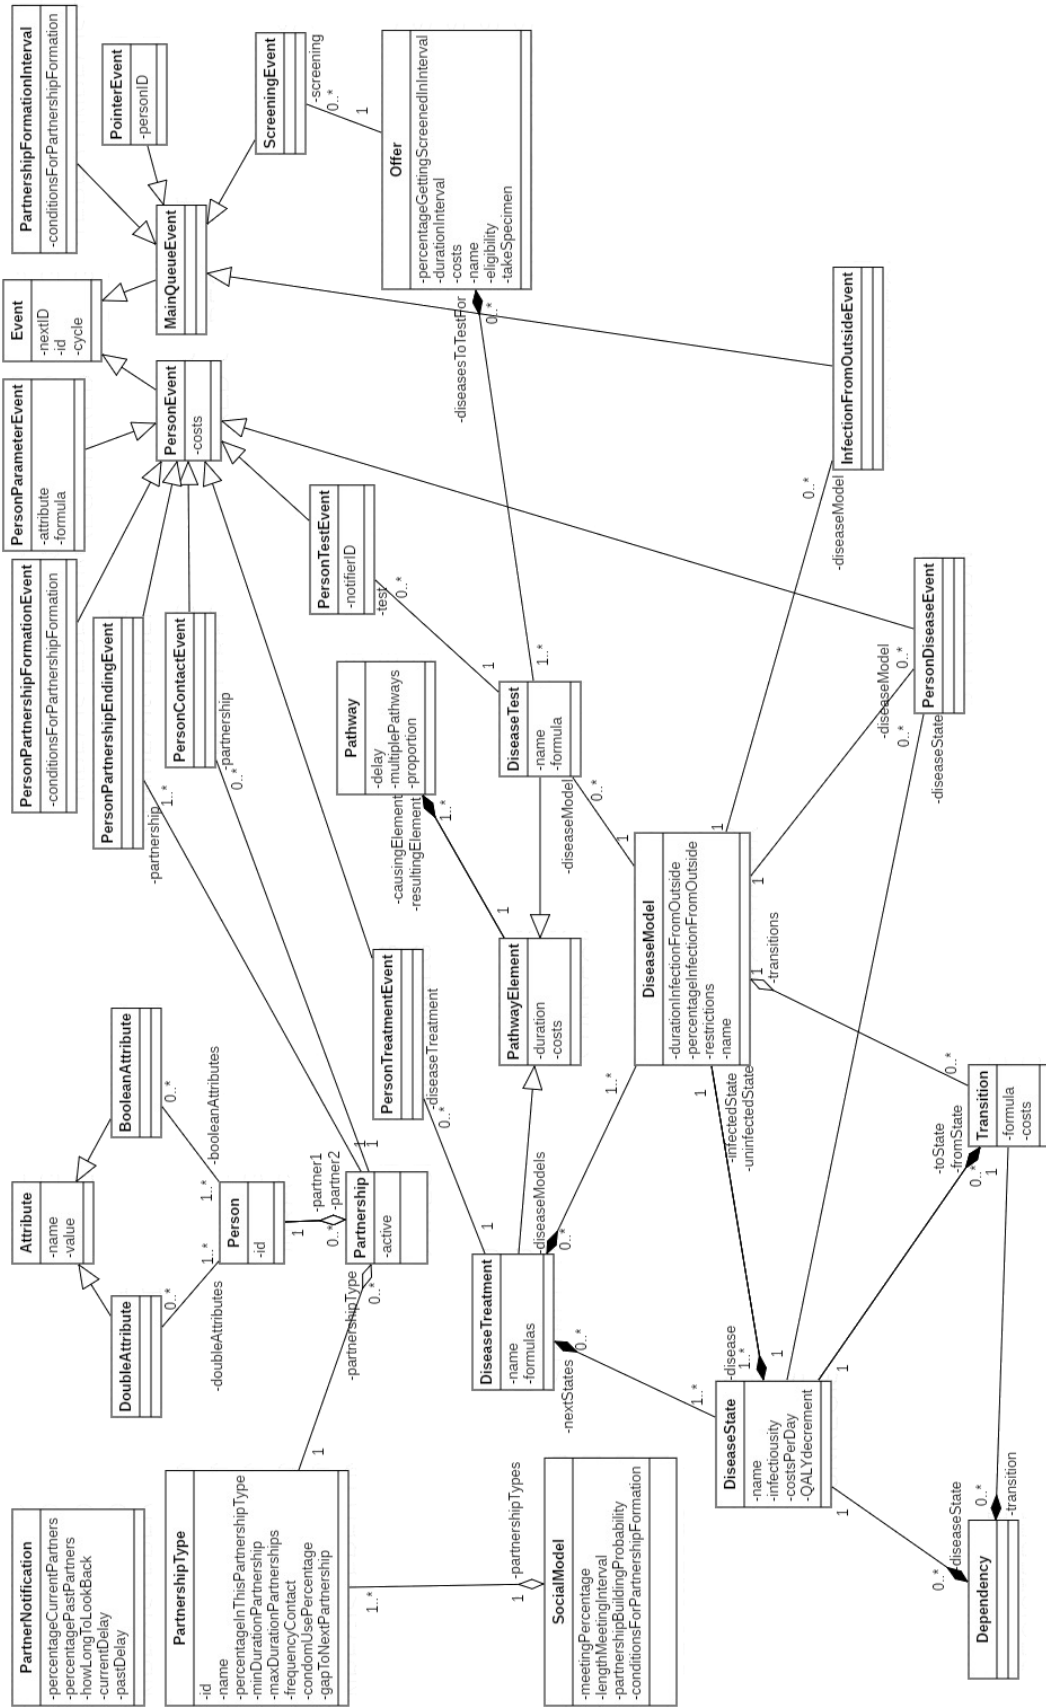 PartnerNotification
-percentageCurrentPartners
-percentagePastPartners
-howLongToLookBack
-currentDelay
-pastDelay
DoubleAttribute
Attribute
-name
-value
BooleanAttribute
PersonPartnershipFormationEvent
-conditionsForPartnershipFormation
PersonParameterEvent
-attribute
-formula
Event
-nextID
-id
-cycle
PartnershipFormationInterval
-conditionsForPartnershipFormation
PointerEvent
-personID
PersonPartnershipEndingEvent
-partnership
1..*
PersonContactEvent
-partnership
0..*
PersonEvent
-costs
MainQueueEvent
ScreeningEvent
-screening
0..*
1
PartnershipType
-id
-name
-percentageInThisPartnershipType
-minDurationPartnership
-maxDurationPartnerships
-frequencyContact
-condomUsePercentage
-gapToNextPartnership
0..*
-doubleAttributes
1..*
Person
-id
1..*
-booleanAttributes
0..*
1
-partner1
-partner2
0..*
Partnership
-active
1
1
-partnershipType
0..*
1
PersonTreatmentEvent
-diseaseTreatment
0..*
1
Pathway
-delay
-multiplePathways
-proportion
-causingElement
-resultingElement
1..*
1
PersonTestEvent
-notifierID
-test
0..*
1
Offer
-percentageGettingScreenedInInterval
-durationInterval
-costs
-name
-eligibility
-takeSpecimen
-diseasesToTestFor
0..*
1..*
-partnershipTypes
1..*
1
SocialModel
-meetingPercentage
-lengthMeetingInterval
-partnershipBuildingProbability
-conditionsForPartnershipFormation
DiseaseTreatment
-name
-formulas
-nextStates
0..*
1..*
-diseaseModels
0..*
1..*
PathwayElement
-duration
-costs
DiseaseTest
-name
-formula
-diseaseModel
0..*
1
DiseaseModel
-durationInfectionFromOutside
-percentageInfectionFromOutside
-restrictions
-name
1
InfectionFromOutsideEvent
0..*
-diseaseModel
DiseaseState
-name
-infectiousity
-costsPerDay
-QALYdecrement
-disease
1..*
1
-infectedState
-uninfectedState
1
1
1
-transitions
1
0..*
1
-diseaseModel
0..*
0..*
-diseaseState
PersonDiseaseEvent
-toState
-fromState
0..*
1
Transition
-formula
-costs
Dependency
-diseaseState
0..*
0..*
-transition